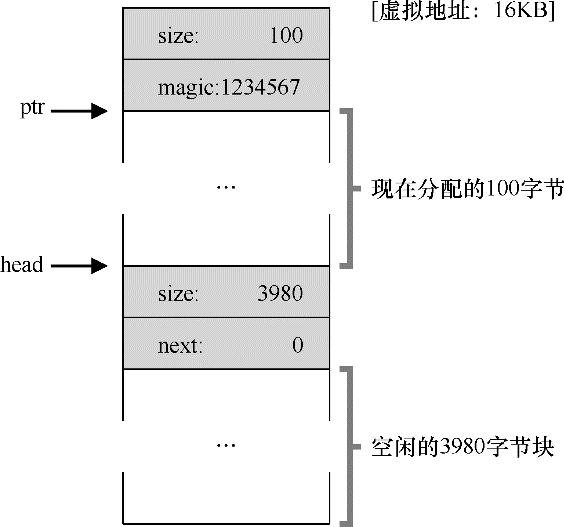 [虚拟地址：16KB]
size: 100
magic:1234567
ptr
...
现在分配的100字节
head
size: 3980
next: 0
...
空闲的3980字节块